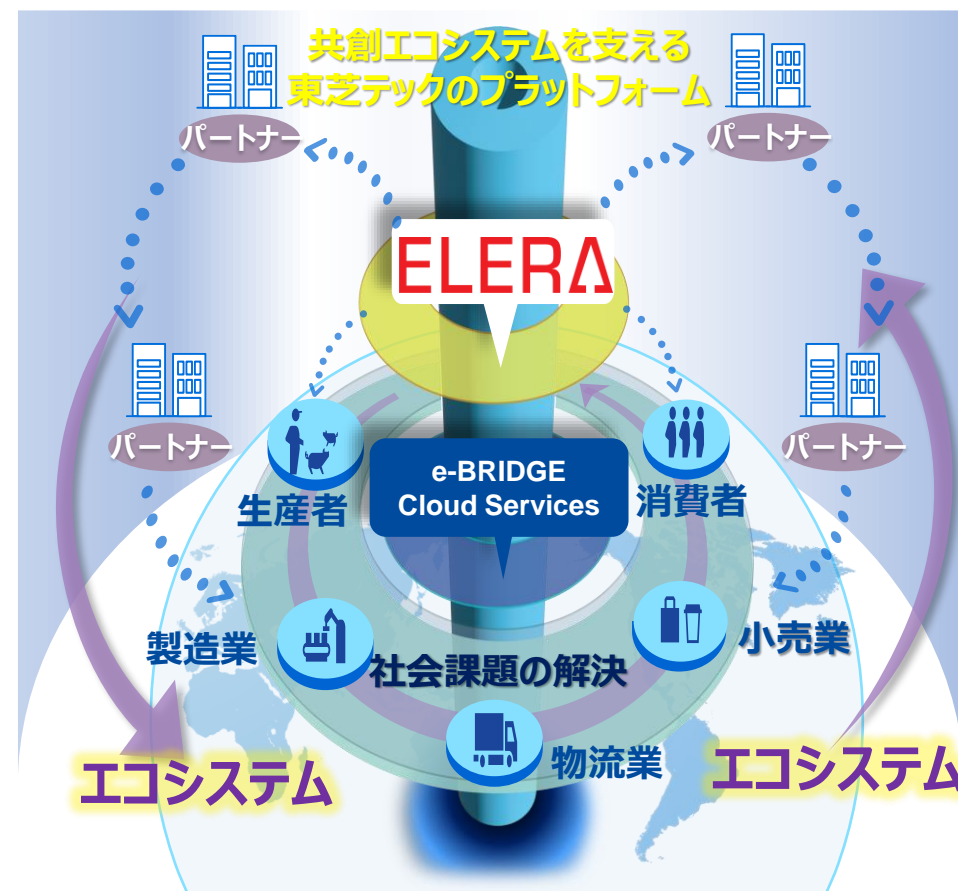 共創エコシステムを支える
東芝テックのプラットフォーム
パートナー
パートナー
ELERA
パートナー
パートナー
e-BRIDGE
Cloud Services
生産者
消費者
製造業
小売業
社会課題の解決
物流業
エコシステム
エコシステム